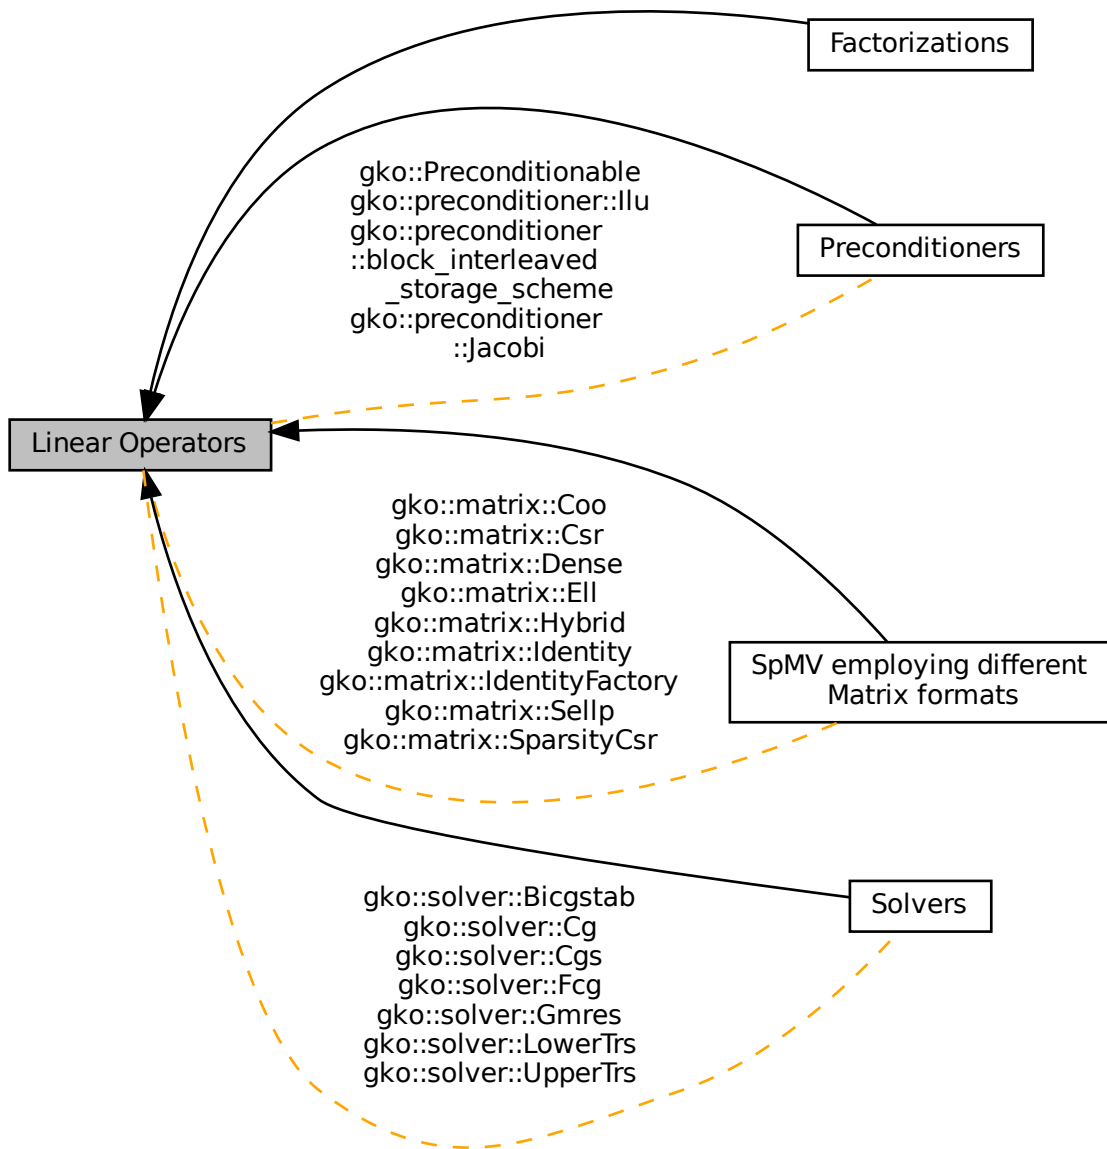 Factorizations
gko::Preconditionable
gko::preconditioner::Ilu
gko::preconditioner
::block_interleaved
_storage_scheme
gko::preconditioner
::Jacobi
Preconditioners
Linear Operators
gko::matrix::Coo
gko::matrix::Csr
gko::matrix::Dense
gko::matrix::Ell
gko::matrix::Hybrid
gko::matrix::Identity
gko::matrix::IdentityFactory
gko::matrix::Sellp
gko::matrix::SparsityCsr
SpMV employing different
Matrix formats
gko::solver::Bicgstab
gko::solver::Cg
gko::solver::Cgs
gko::solver::Fcg
gko::solver::Gmres
gko::solver::LowerTrs
gko::solver::UpperTrs
Solvers